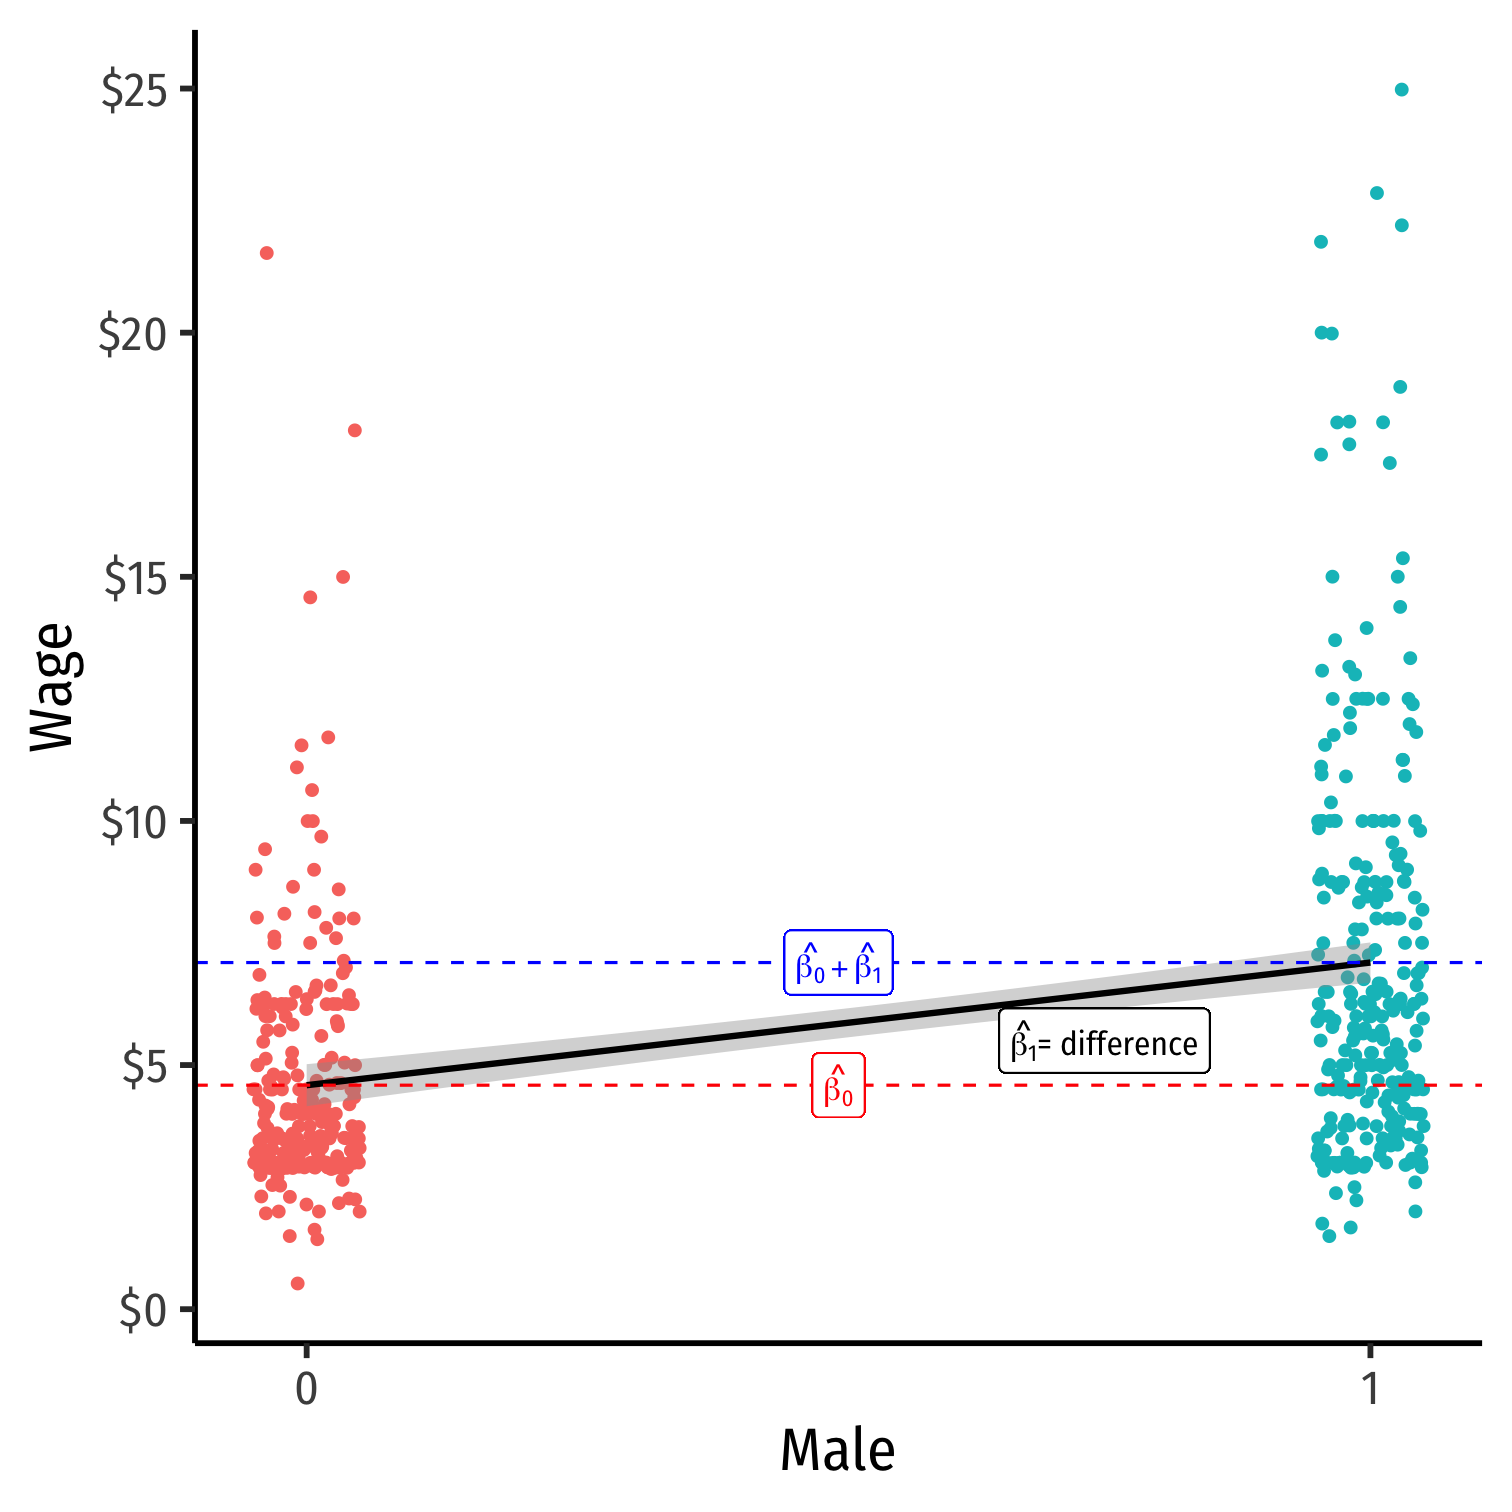 $25
$20
$15
$10
$5
$0
Wage
β̂₀ + β̂₁
β̂₁= difference
β̂₀
0
1
Male